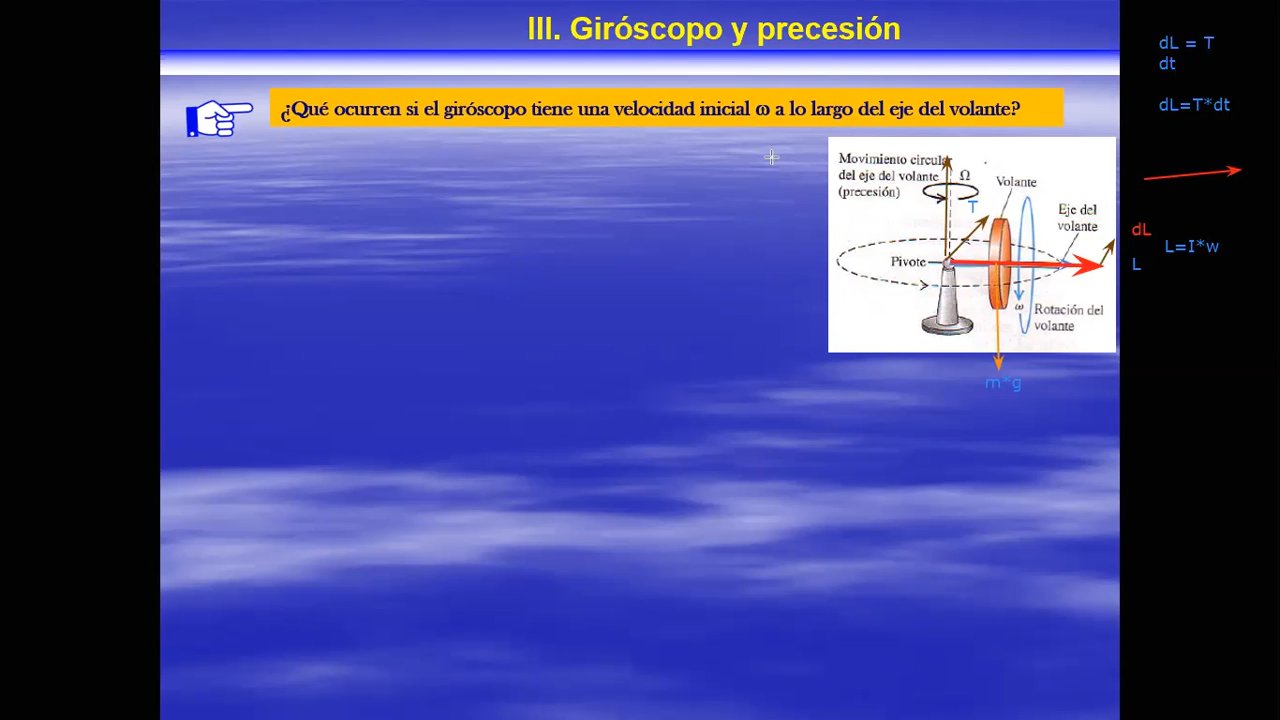 III. Giróscopo y precesión
¿Qué ocurren si el giróscopo tiene una velocidad inicial ω a lo largo del eje del volante?
Movimiento circular
del eje del volante
(precesión)
Ω
T
Volante
Eje del
volante
Pivote
ω
Rotación del
volante
m*g
dL = T
dt
dL=T*dt
dL
L=I*w
L